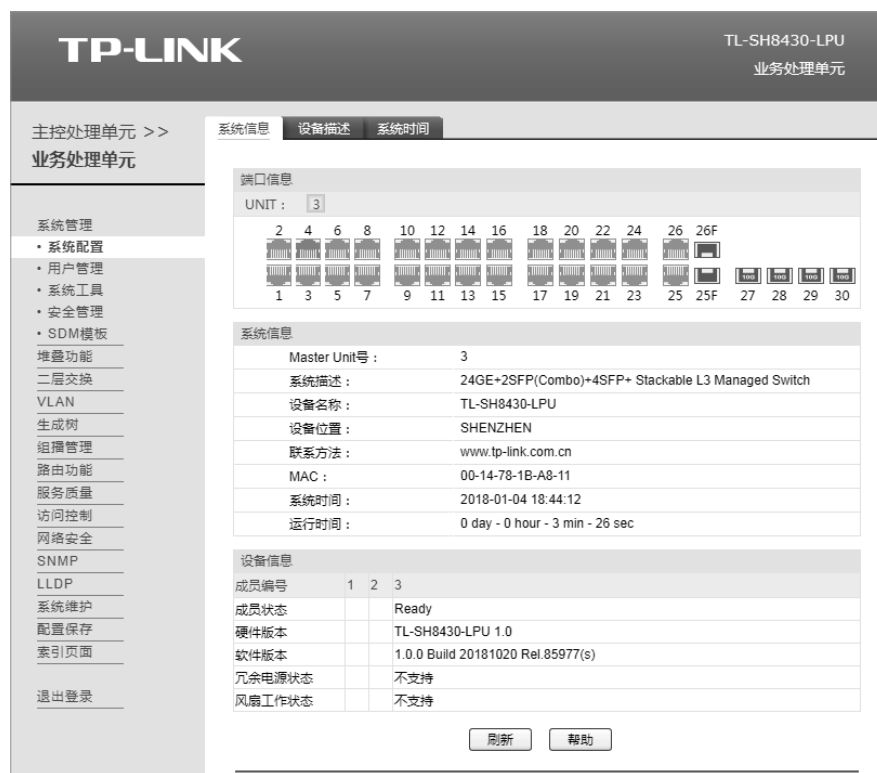 TP-LINK
TL-SH8430-LPU
业务处理单元
主控处理单元 >>
业务处理单元
系统管理
• 系统配置
• 用户管理
• 系统工具
• 安全管理
• SDM模板
堆叠功能
二层交换
VLAN
生成树
组播管理
路由功能
服务质量
访问控制
网络安全
SNMP
LLDP
系统维护
配置保存
索引页面
退出登录
系统信息 设备描述 系统时间
端口信息
UNIT： 3
2 4 6 8 10 12 14 16 18 20 22 24 26 26F
10G 10G 10G 10G
1 3 5 7 9 11 13 15 17 19 21 23 25 25F 27 28 29 30
系统信息
Master Unit号： 3
系统描述： 24GE+2SFP(Combo)+4SFP+ Stackable L3 Managed Switch
设备名称： TL-SH8430-LPU
设备位置： SHENZHEN
联系方法： www.tp-link.com.cn
MAC： 00-14-78-1B-A8-11
系统时间： 2018-01-04 18:44:12
运行时间： 0 day - 0 hour - 3 min - 26 sec
设备信息
成员编号 1 2 3
成员状态 Ready
硬件版本 TL-SH8430-LPU 1.0
软件版本 1.0.0 Build 20181020 Rel.85977(s)
冗余电源状态 不支持
风扇工作状态 不支持
刷新 帮助